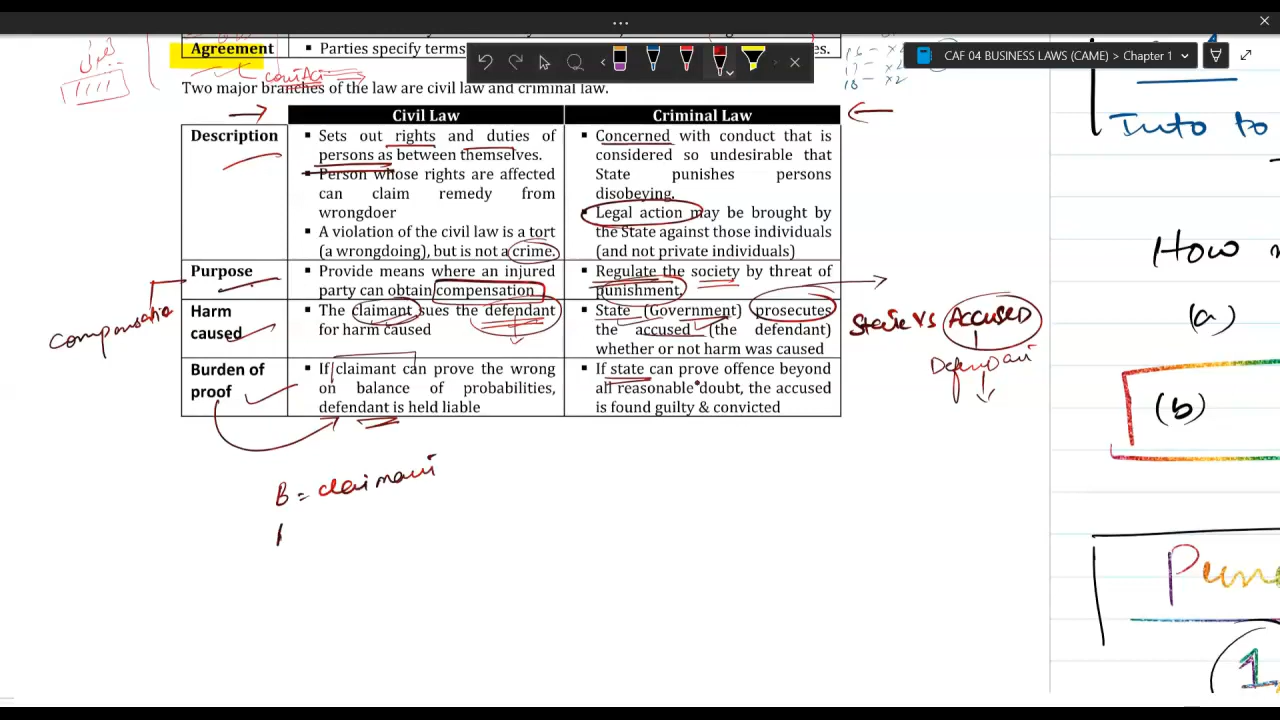 CAF 04 BUSINESS LAWS (CAME) > Chapter 1
Agreement
Parties specify terms
Two major branches of the law are civil law and criminal law.
Civil Law Criminal Law
Description
▪ Sets out rights and duties of
persons as between themselves.
▪ Person whose rights are affected
can claim remedy from
wrongdoer
▪ A violation of the civil law is a tort
(a wrongdoing), but is not a crime.
▪ Concerned with conduct that is
considered so undesirable that
State punishes persons
disobeying.
▪ Legal action may be brought by
the State against those individuals
(and not private individuals)
Purpose
▪ Provide means where an injured
party can obtain compensation
▪ Regulate the society by threat of
punishment.
Harm
caused
▪ The claimant sues the defendant
for harm caused
▪ State (Government) prosecutes
the accused (the defendant)
whether or not harm was caused
Burden of
proof
▪ If claimant can prove the wrong
on balance of probabilities,
defendant is held liable
▪ If state can prove offence beyond
all reasonable doubt, the accused
is found guilty & convicted
State vs Accused
B = claimant
Into to
How
(a)
(b)
1